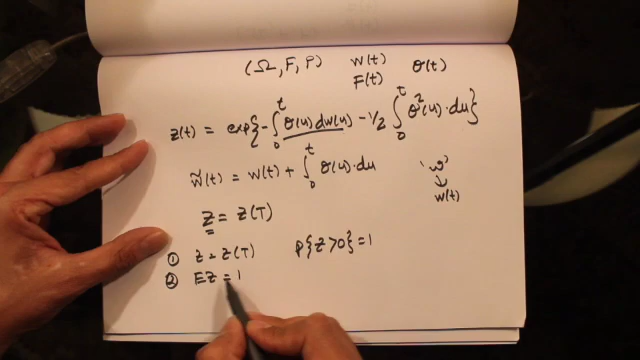 (Ω, F, P) W(t) θ(t)
F(t)
Z(t) = exp{-∫₀ᵗ θ(u) dW(u) - 1/2 ∫₀ᵗ θ²(u)·du}
W̃(t) = W(t) + ∫₀ᵗ θ(u)·du 'ω'
↓
W(t)
Z = Z(T)
① Z = Z(T) P{Z>0}=1
② EZ = 1